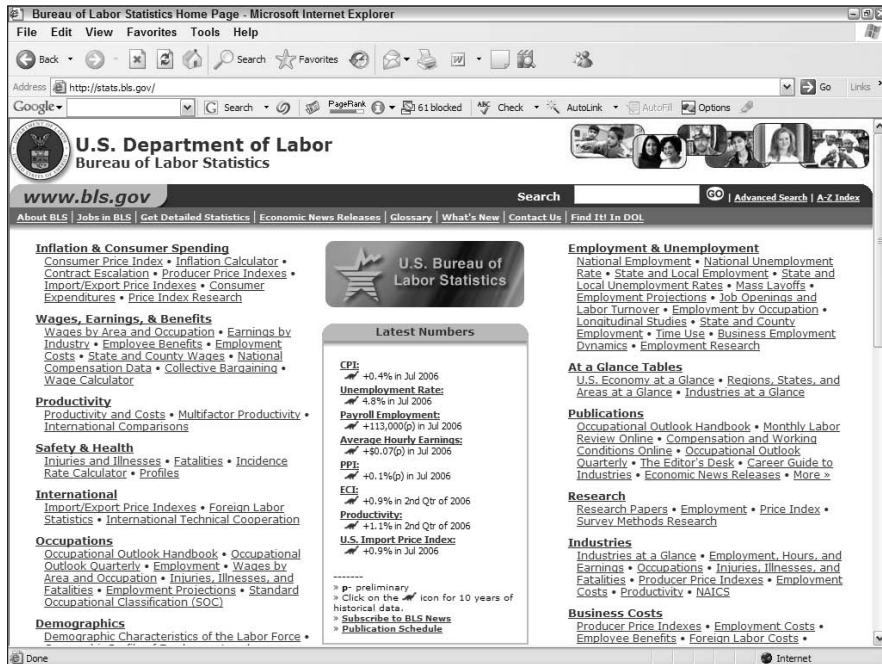 Bureau of Labor Statistics Home Page - Microsoft Internet Explorer
File Edit View Favorites Tools Help
Back Search Favorites
Address http://stats.bls.gov/ Go Links
Google Search PageRank 61 blocked ABC Check AutoLink AutoFill Options
U.S. Department of Labor
Bureau of Labor Statistics
www.bls.gov
Search GO | Advanced Search | A-Z Index
About BLS | Jobs in BLS | Get Detailed Statistics | Economic News Releases | Glossary | What's New | Contact Us | Find It! In DOL
Inflation & Consumer Spending
Consumer Price Index • Inflation Calculator •
Contract Escalation • Producer Price Indexes •
Import/Export Price Indexes • Consumer
Expenditures • Price Index Research
Wages, Earnings, & Benefits
Wages by Area and Occupation • Earnings by
Industry • Employee Benefits • Employment
Costs • State and County Wages • National
Compensation Data • Collective Bargaining •
Wage Calculator
Productivity
Productivity and Costs • Multifactor Productivity •
International Comparisons
Safety & Health
Injuries and Illnesses • Fatalities • Incidence
Rate Calculator • Profiles
International
Import/Export Price Indexes • Foreign Labor
Statistics • International Technical Cooperation
Occupations
Occupational Outlook Handbook • Occupational
Outlook Quarterly • Employment • Wages by
Area and Occupation • Injuries, Illnesses, and
Fatalities • Employment Projections • Standard
Occupational Classification (SOC)
Demographics
Demographic Characteristics of the Labor Force •
U.S. Bureau of
Labor Statistics
Latest Numbers
CPI:
+0.4% in Jul 2006
Unemployment Rate:
4.8% in Jul 2006
Payroll Employment:
+113,000(p) in Jul 2006
Average Hourly Earnings:
+$0.07(p) in Jul 2006
PPI:
+0.1%(p) in Jul 2006
ECI:
+0.9% in 2nd Qtr of 2006
Productivity:
+1.1% in 2nd Qtr of 2006
U.S. Import Price Index:
+0.9% in Jul 2006
-------
» p- preliminary
» Click on the icon for 10 years of
historical data.
» Subscribe to BLS News
» Publication Schedule
Employment & Unemployment
National Employment • National Unemployment
Rate • State and Local Employment • State and
Local Unemployment Rates • Mass Layoffs •
Employment Projections • Job Openings and
Labor Turnover • Employment by Occupation •
Longitudinal Studies • State and County
Employment • Time Use • Business Employment
Dynamics • Employment Research
At a Glance Tables
U.S. Economy at a Glance • Regions, States, and
Areas at a Glance • Industries at a Glance
Publications
Occupational Outlook Handbook • Monthly Labor
Review Online • Compensation and Working
Conditions Online • Occupational Outlook
Quarterly • The Editor's Desk • Career Guide to
Industries • Economic News Releases • More »
Research
Research Papers • Employment • Price Index •
Survey Methods Research
Industries
Industries at a Glance • Employment, Hours, and
Earnings • Occupations • Injuries, Illnesses, and
Fatalities • Producer Price Indexes • Employment
Costs • Productivity • NAICS
Business Costs
Producer Price Indexes • Employment Costs •
Employee Benefits • Foreign Labor Costs •
Done Internet